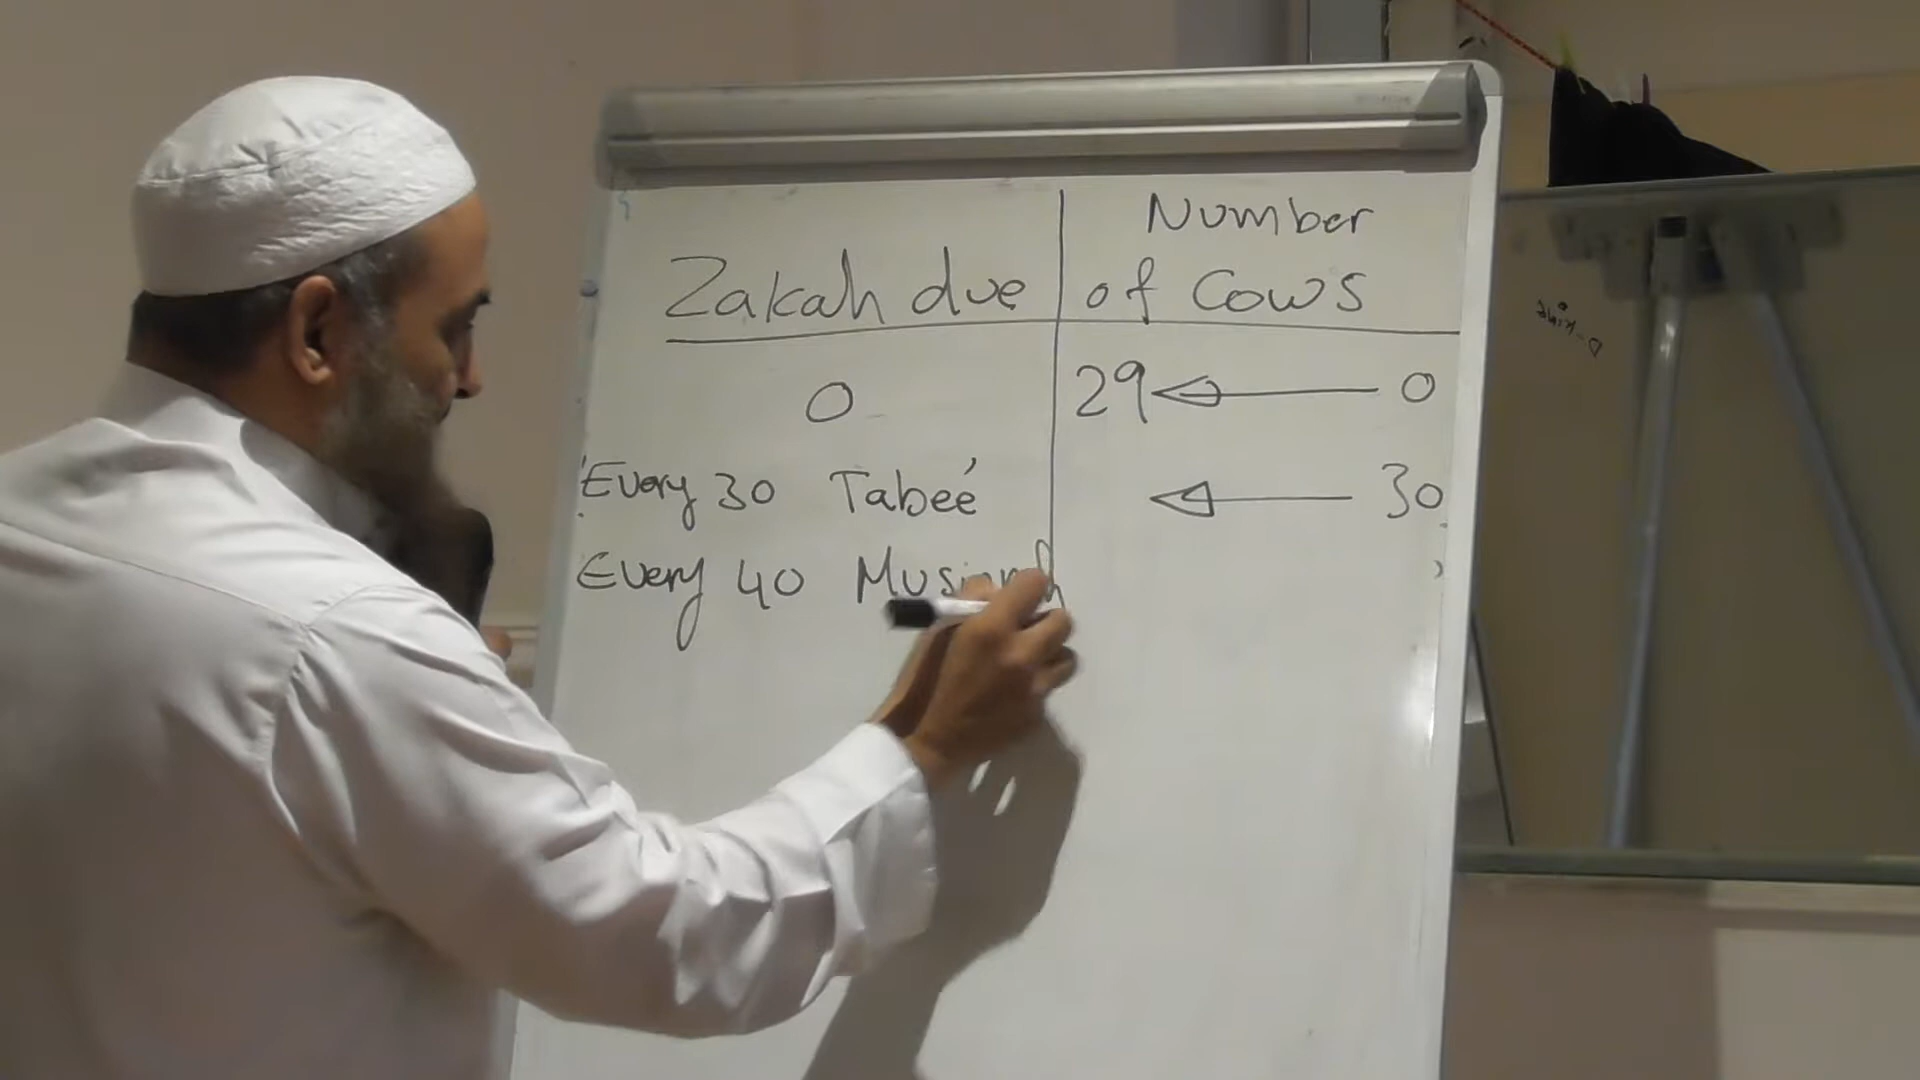 Number
Zakah due of Cows
0 29 0
Every 30 Tabeé' 30
Every 40